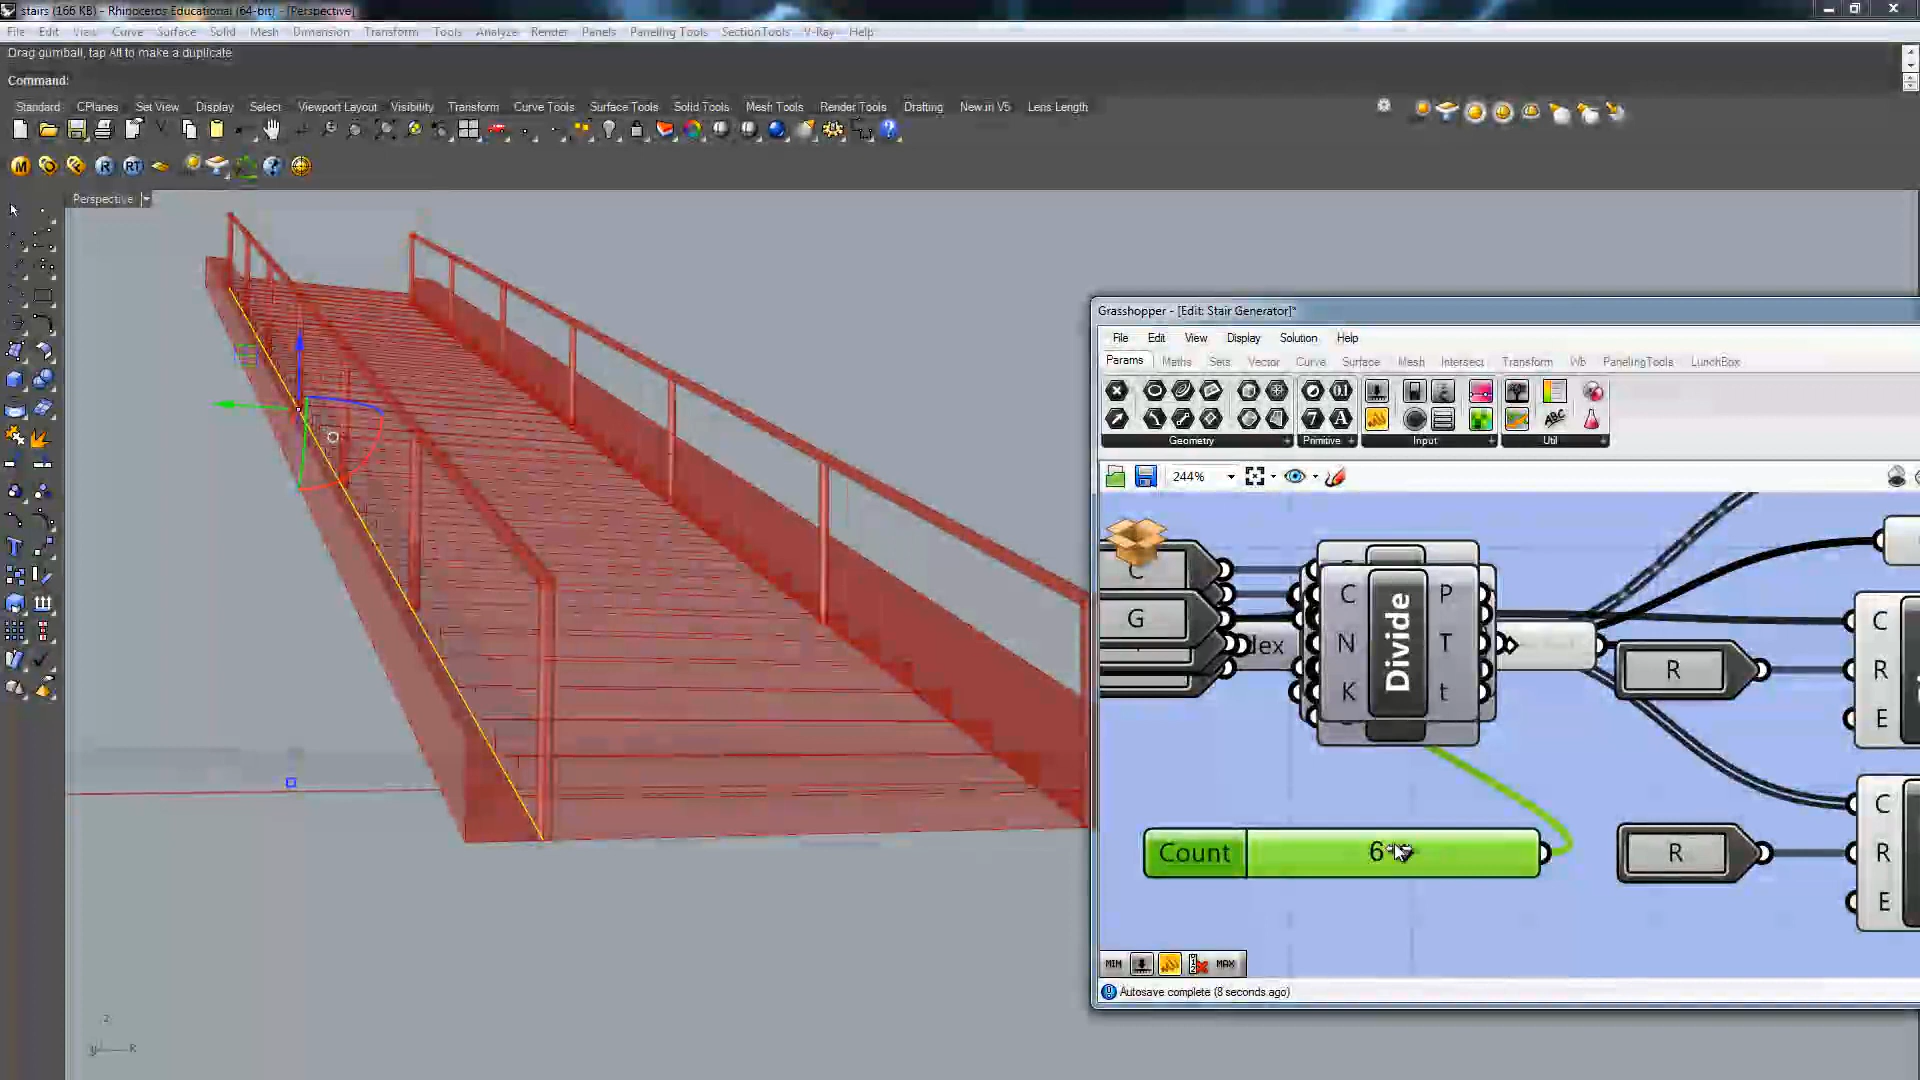 stairs (166 KB) - Rhinoceros Educational (64-bit) - [Perspective]
File Edit View Curve Surface Solid Mesh Dimension Transform Tools Analyze Render Panels Paneling Tools SectionTools V-Ray Help
Drag gumball, tap Alt to make a duplicate
Command:
Standard CPlanes Set View Display Select Viewport Layout Visibility Transform Curve Tools Surface Tools Solid Tools Mesh Tools Render Tools Drafting New in V5 Lens Length
M R RT
Perspective
Grasshopper - [Edit: Stair Generator]*
File Edit View Display Solution Help
Params Maths Sets Vector Curve Surface Mesh Intersect Transform Wb PanelingTools LunchBox
Geometry Primitive Input Util
244%
C
G
dex
C N K
Divide
P T t
R
C R E
Count 6
R
C R E
MIN MAX
Autosave complete (8 seconds ago)
z
y